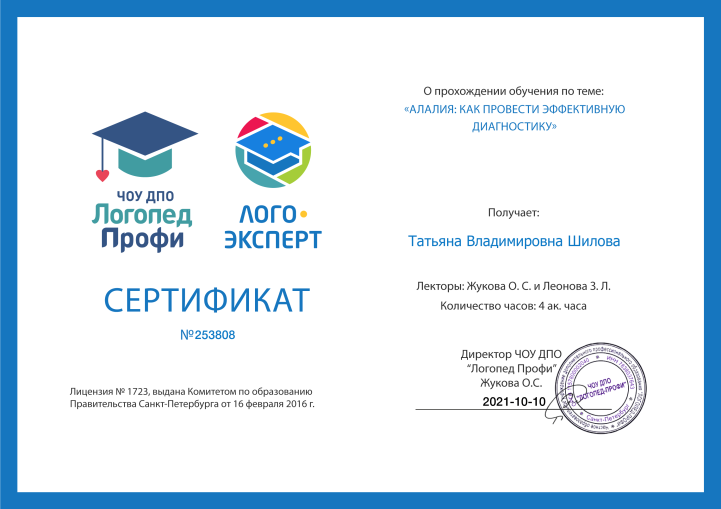 ЧОУ ДПО
Логопед
Профи
ЛОГО
ЭКСПЕРТ
СЕРТИФИКАТ
№253808
Лицензия № 1723, выдана Комитетом по образованию
Правительства Санкт-Петербурга от 16 февраля 2016 г.
О прохождении обучения по теме:
«АЛАЛИЯ: КАК ПРОВЕСТИ ЭФФЕКТИВНУЮ
ДИАГНОСТИКУ»
Получает:
Татьяна Владимировна Шилова
Лекторы: Жукова О. С. и Леонова З. Л.
Количество часов: 4 ак. часа
Директор ЧОУ ДПО
“Логопед Профи”
Жукова О.С.
2021-10-10
ЧОУ ДПО
"ЛОГОПЕД-ПРОФИ"
Санкт-Петербург